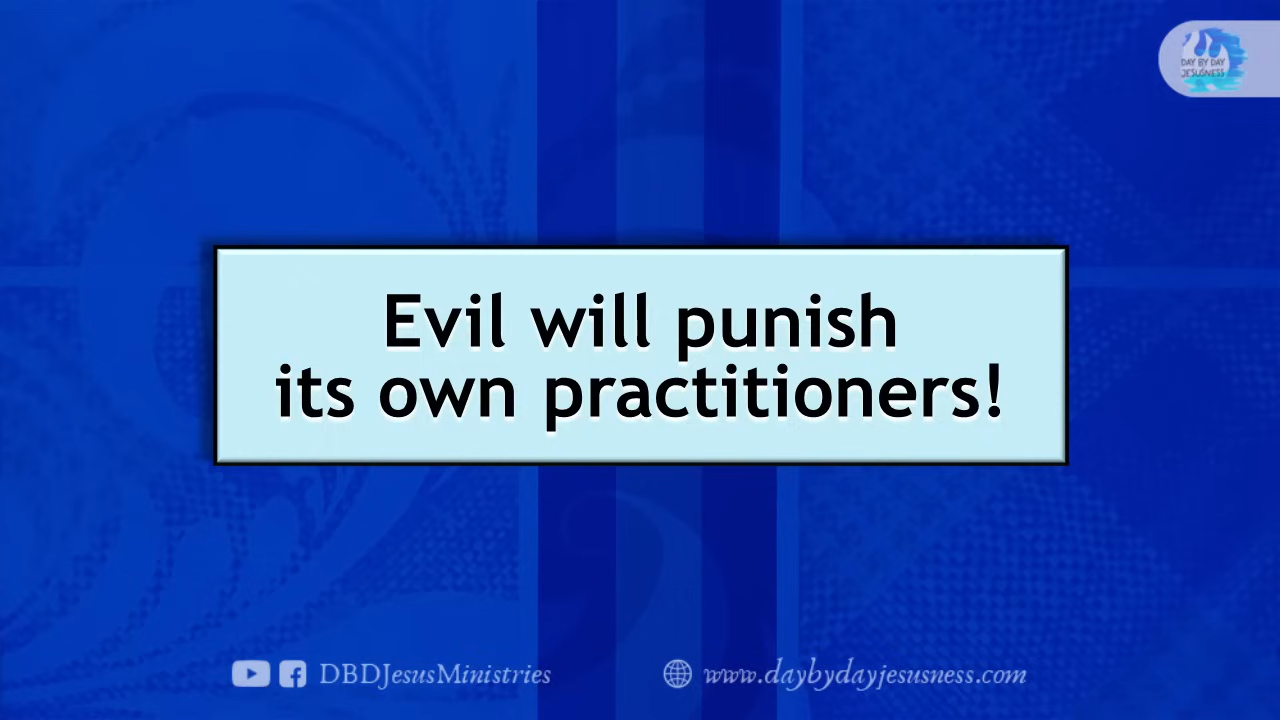 DAY BY DAY
JESUSNESS
Evil will punish
its own practitioners!
DBDJesusMinistries
www.daybydayjesusness.com